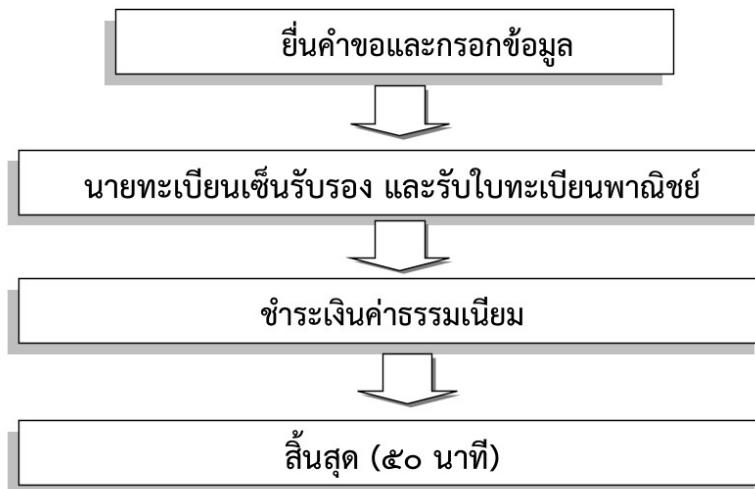 ยื่นคำขอและกรอกข้อมูล
นายทะเบียนเซ็นรับรอง และรับใบทะเบียนพาณิชย์
ชำระเงินค่าธรรมเนียม
สิ้นสุด (๕๐ นาที)